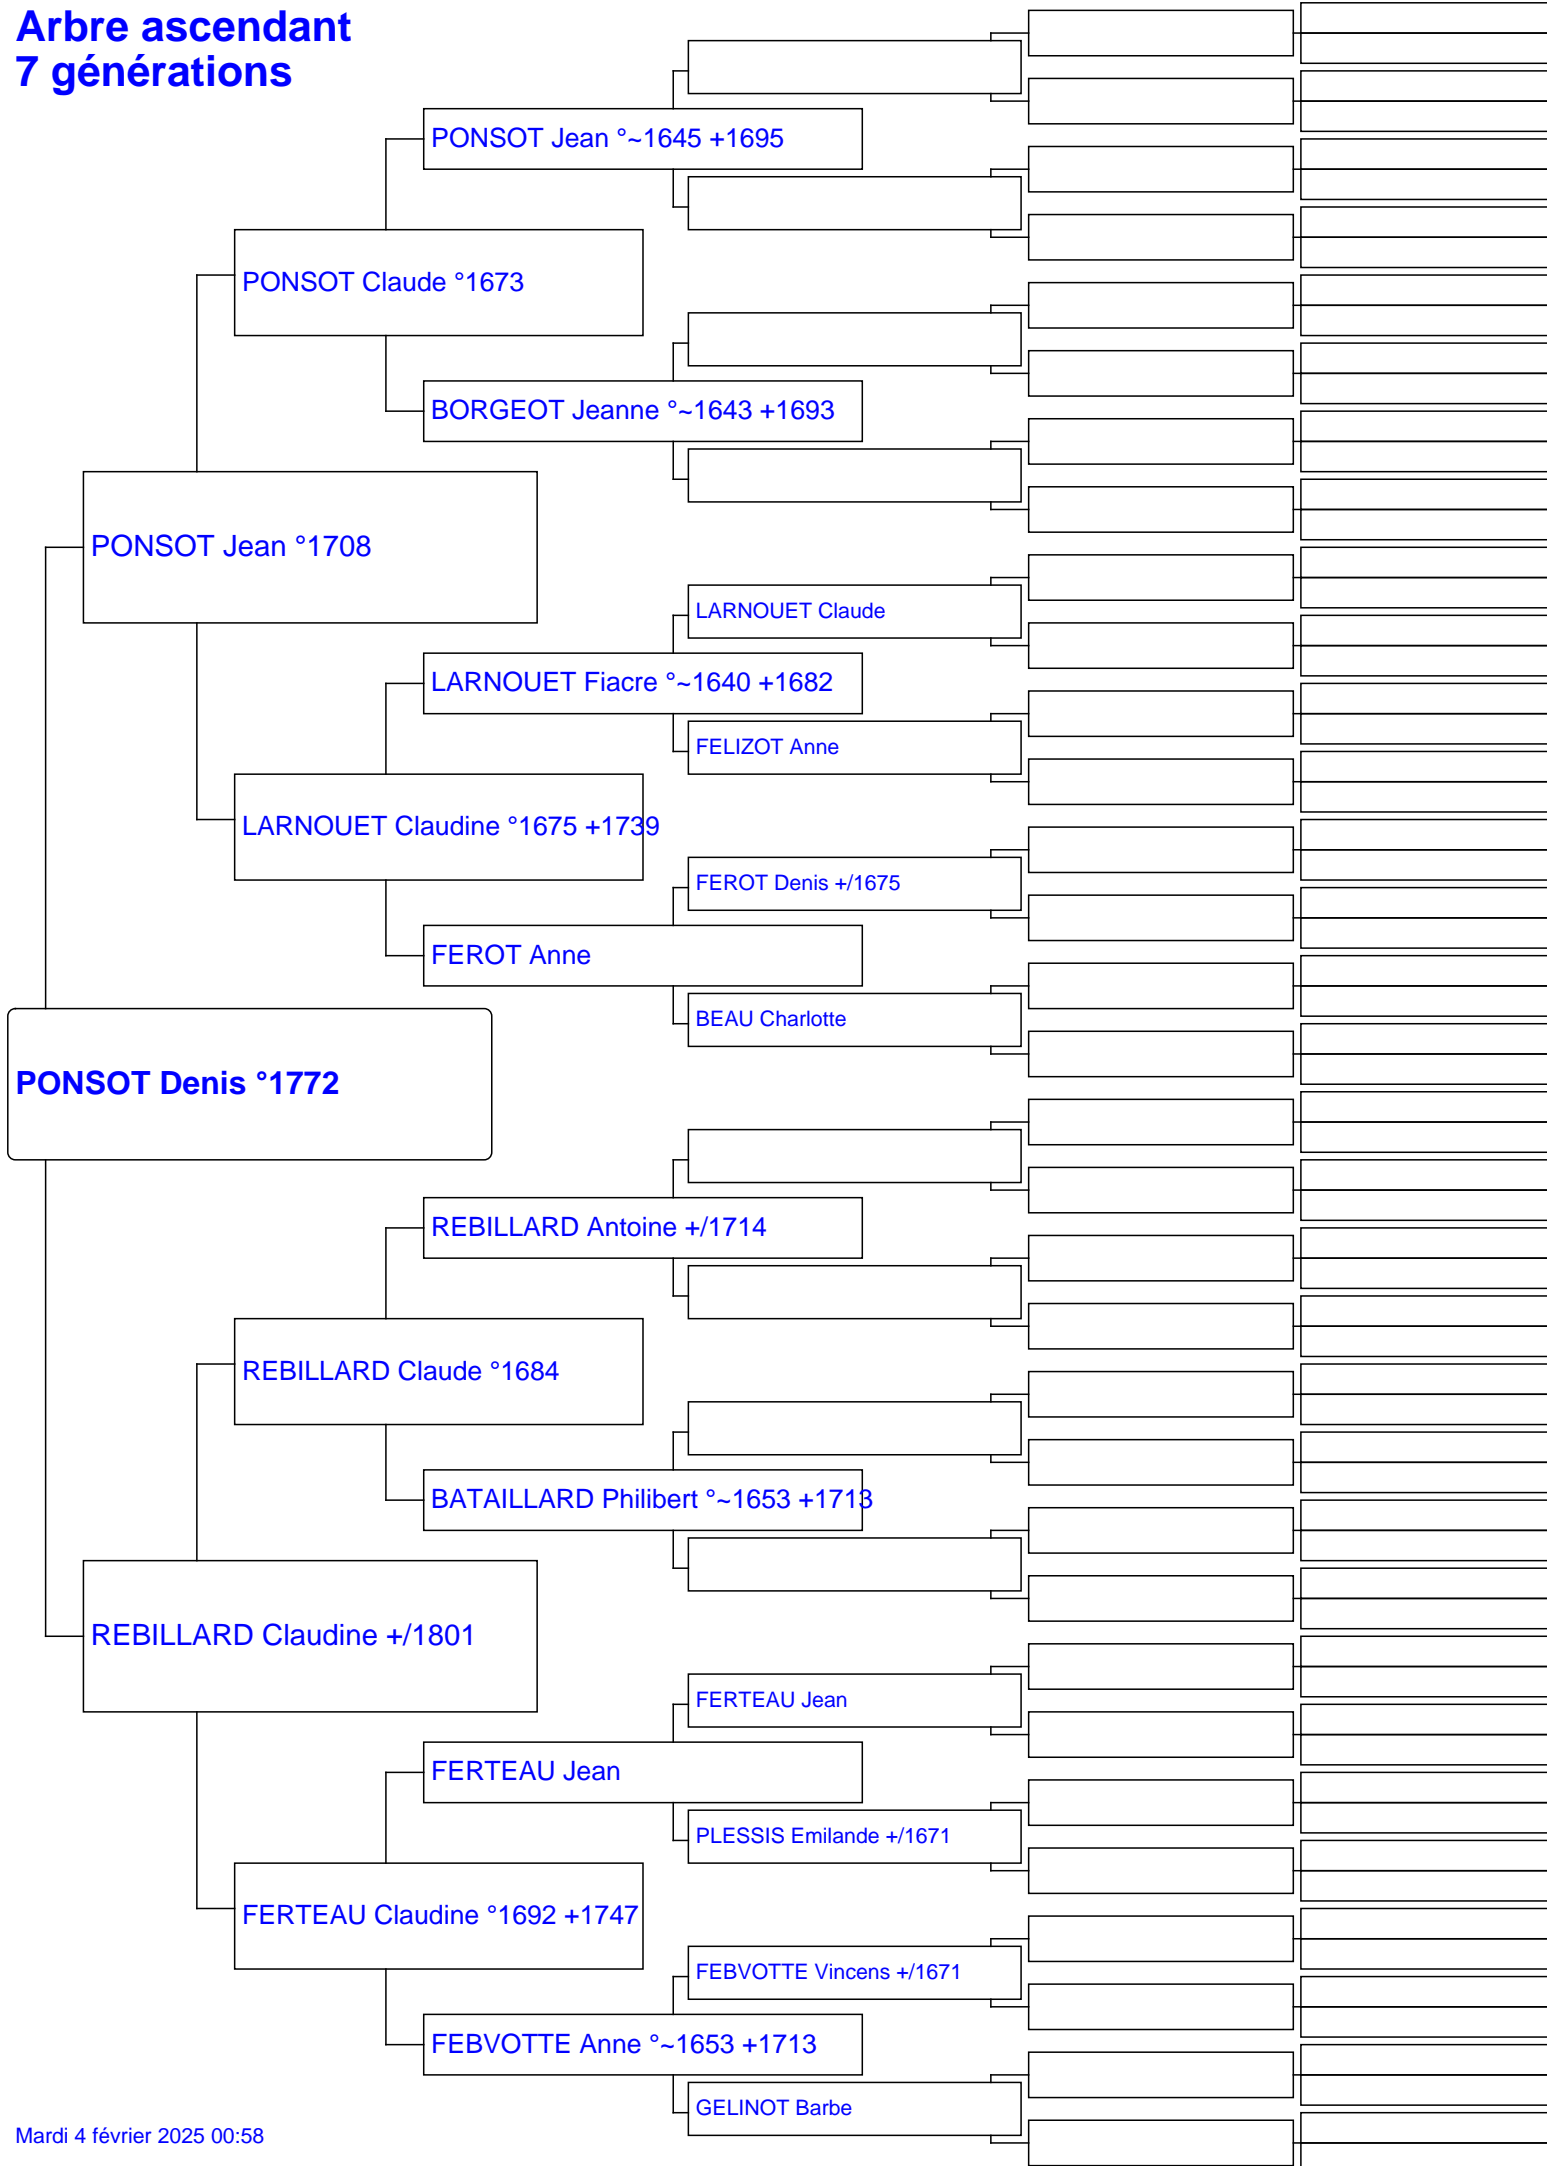 Arbre ascendant
7 générations
PONSOT Jean °~1645 +1695
PONSOT Claude °1673
BORGEOT Jeanne °~1643 +1693
PONSOT Jean °1708
LARNOUET Claude
LARNOUET Fiacre °~1640 +1682
FELIZOT Anne
LARNOUET Claudine °1675 +1739
FEROT Denis +/1675
FEROT Anne
BEAU Charlotte
PONSOT Denis °1772
REBILLARD Antoine +/1714
REBILLARD Claude °1684
BATAILLARD Philibert °~1653 +1713
REBILLARD Claudine +/1801
FERTEAU Jean
FERTEAU Jean
PLESSIS Emilande +/1671
FERTEAU Claudine °1692 +1747
FEBVOTTE Vincens +/1671
FEBVOTTE Anne °~1653 +1713
GELINOT Barbe
Mardi 4 février 2025 00:58